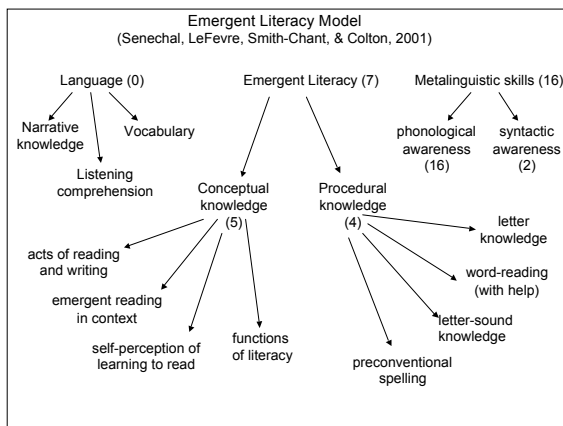 Emergent Literacy Model
(Senechal, LeFevre, Smith-Chant, & Colton, 2001)
Language (0)
Emergent Literacy (7)
Metalinguistic skills (16)
Narrative
knowledge
Vocabulary
Listening
comprehension
phonological
awareness
(16)
syntactic
awareness
(2)
Conceptual
knowledge
(5)
Procedural
knowledge
(4)
acts of reading
and writing
emergent reading
in context
self-perception of
learning to read
functions
of literacy
letter
knowledge
word-reading
(with help)
letter-sound
knowledge
preconventional
spelling